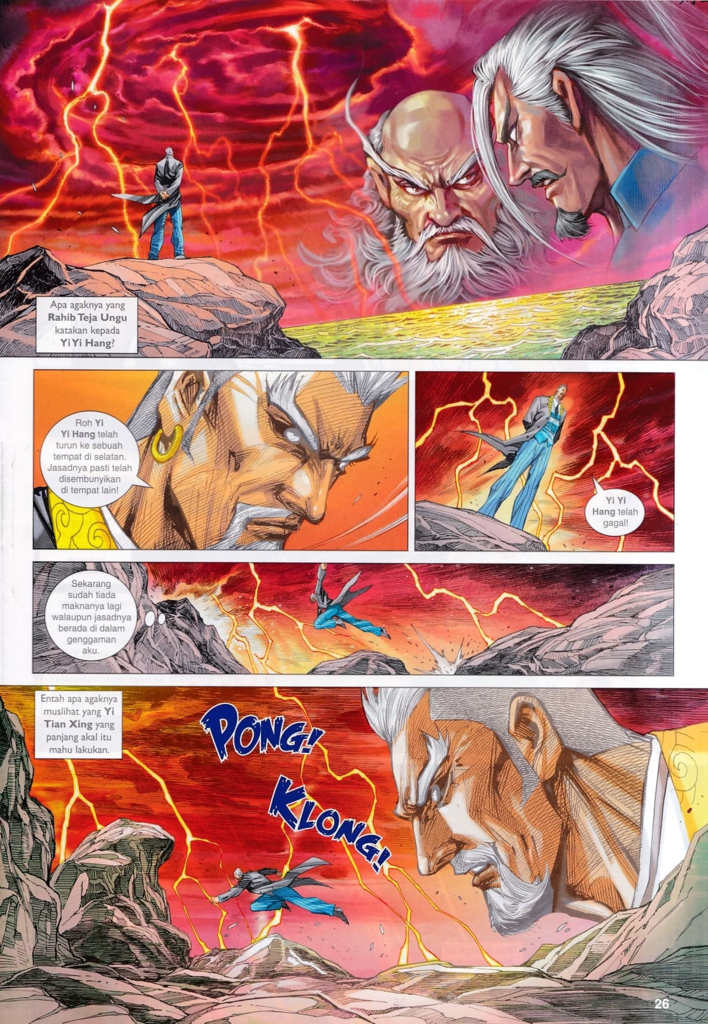 Apa agaknya yang
Rahib Teja Ungu
katakan kepada
Yi Yi Hang?
Roh Yi
Yi Hang telah
turun ke sebuah
tempat di selatan.
Jasadnya pasti telah
disembunyikan
di tempat lain!
Yi Yi
Hang telah
gagal!
Sekarang
sudah tiada
maknanya lagi
walaupun jatenya
berada di dalam
genggaman
aku.
Entah apa agaknya
muslihat yang Yi
Tian Xing yang
panjang akal itu
mahu lakukan.
PONG!
KLONG!
26